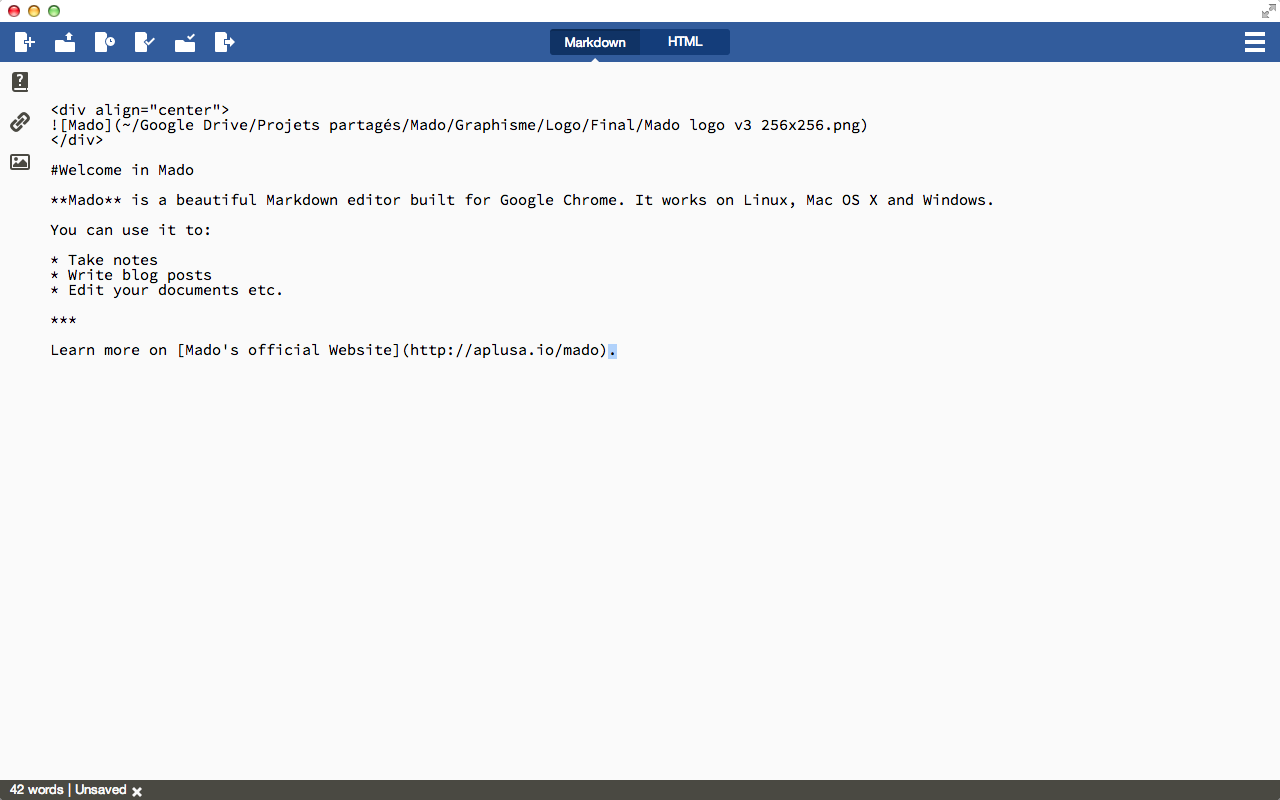 Markdown HTML
<div align="center">
![Mado](~/Google Drive/Projets partagés/Mado/Graphisme/Logo/Final/Mado logo v3 256x256.png)
</div>
#Welcome in Mado
**Mado** is a beautiful Markdown editor built for Google Chrome. It works on Linux, Mac OS X and Windows.
You can use it to:
* Take notes
* Write blog posts
* Edit your documents etc.
***
Learn more on [Mado's official Website](http://aplusa.io/mado).
42 words | Unsaved